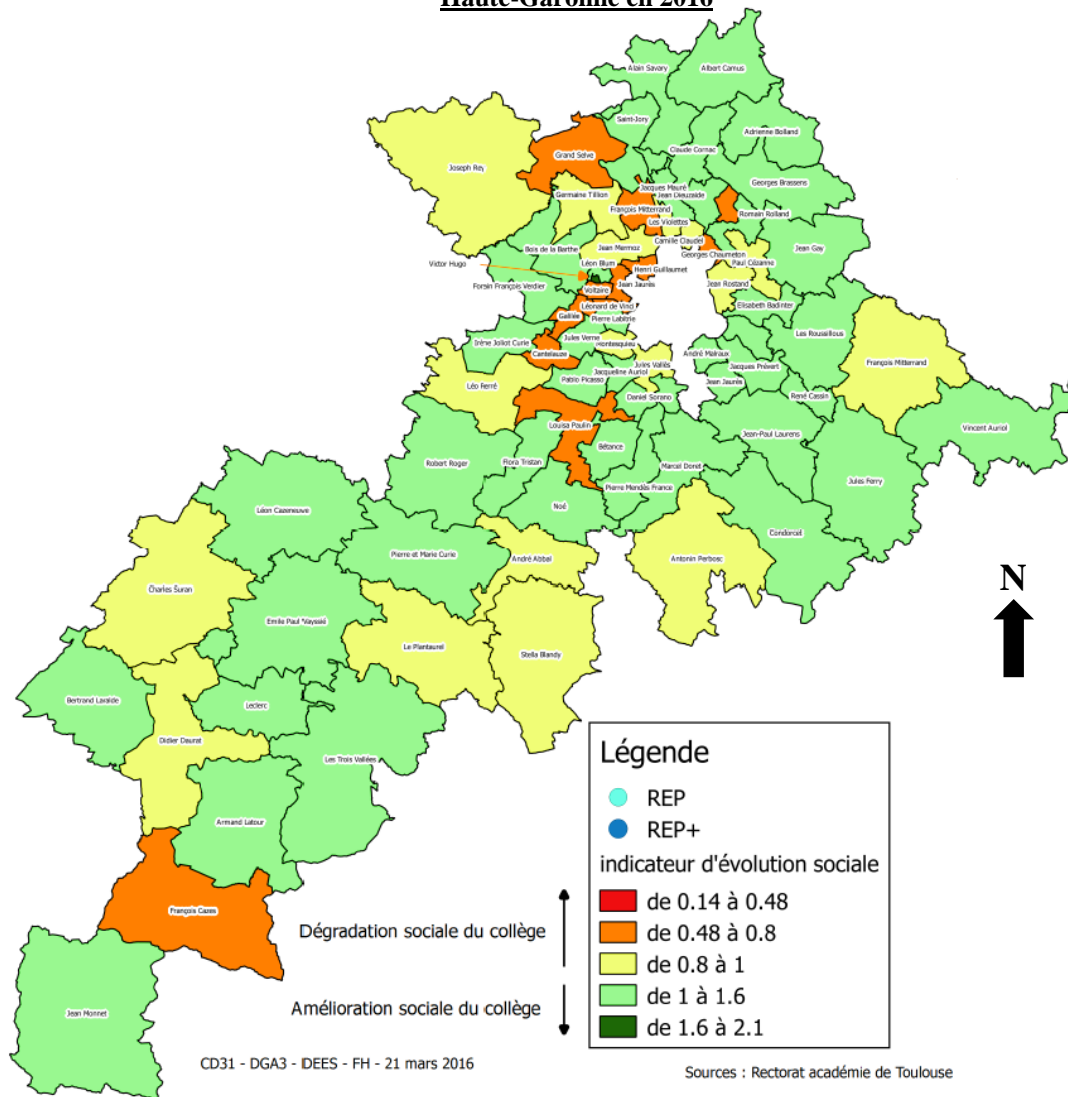 Haute-Garonne en 2016
Alain Savary
Albert Camus
Saint-Jory
Adrienne Bolland
Claude Cornac
Grand Selve
Joseph Rey
Georges Brassens
Jacques Mauré
Jean Dieuzaide
Germaine Tillion
François Mitterrand
Romain Rolland
Les Violettes
Camille Claudel
Jean Mermoz
Bois de la Barthe
Jean Gay
Georges Chaumeton
Paul Cézanne
Léon Blum
Victor Hugo
Henri Guillaumet
Jean Jaurès
Jean Rostand
Forain François Verdier
Voltaire
Elisabeth Badinter
Léonard de Vinci
Galilée
Pierre Labitrie
Les Roussillous
Irène Joliot Curie
Jules Verne
Montesquieu
Cantelauze
André Malraux
Jules Vallès
François Mitterrand
Jacques Prévert
Jacqueline Auriol
Pablo Picasso
Jean Jaurès
Léo Ferré
René Cassin
Daniel Sorano
Louisa Paulin
Vincent Auriol
Jean-Paul Laurens
Bétance
Robert Roger
Flora Tristan
Marcel Doret
Jules Ferry
Pierre Mendès France
Noé
Léon Cazeneuve
Condorcet
Pierre et Marie Curie
André Abbal
Antonin Perbosc
Charles Suran
Emile Paul Vayssié
Le Plantaurel
Stella Blandy
Bertrand Laralde
Leclerc
Didier Daurat
Les Trois Vallées
Armand Latour
François Cazes
Jean Monnet
N
Légende
REP
REP+
indicateur d'évolution sociale
de 0.14 à 0.48
de 0.48 à 0.8
de 0.8 à 1
de 1 à 1.6
de 1.6 à 2.1
Dégradation sociale du collège
Amélioration sociale du collège
CD31 - DGA3 - IDEES - FH - 21 mars 2016
Sources : Rectorat académie de Toulouse